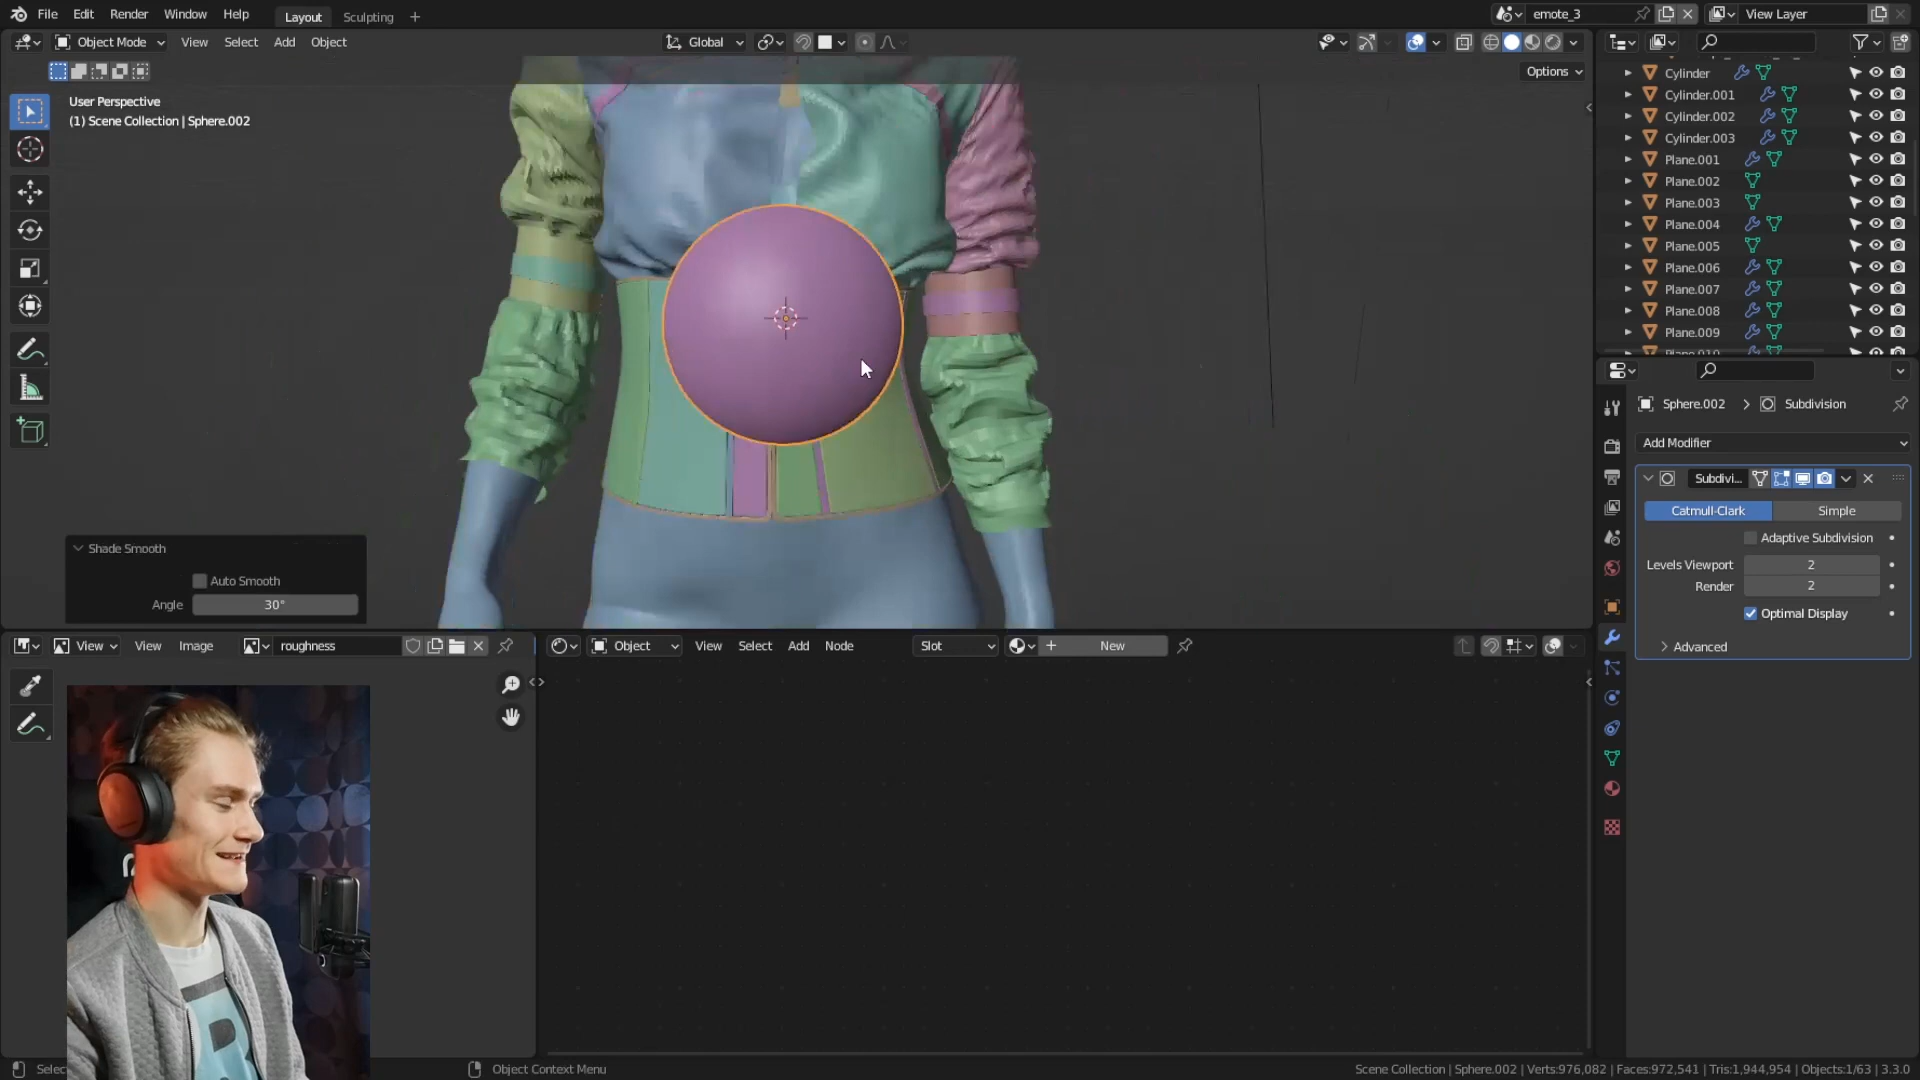 File Edit Render Window Help Layout Sculpting + emote_3 View Layer
Object Mode View Select Add Object Global
Options
User Perspective
(1) Scene Collection | Sphere.002
Cylinder
Cylinder.001
Cylinder.002
Cylinder.003
Plane.001
Plane.002
Plane.003
Plane.004
Plane.005
Plane.006
Plane.007
Plane.008
Plane.009
Plane.010
Sphere.002 > Subdivision
Add Modifier
Subdivi...
Catmull-Clark Simple
Adaptive Subdivision
Levels Viewport 2
Render 2
Optimal Display
Advanced
Shade Smooth
Auto Smooth
Angle 30°
View View Image roughness
Object View Select Add Node Slot New
Selec
Object Context Menu
Scene Collection | Sphere.002 | Verts:976,082 | Faces:972,541 | Tris:1,944,954 | Objects:1/63 | 3.3.0